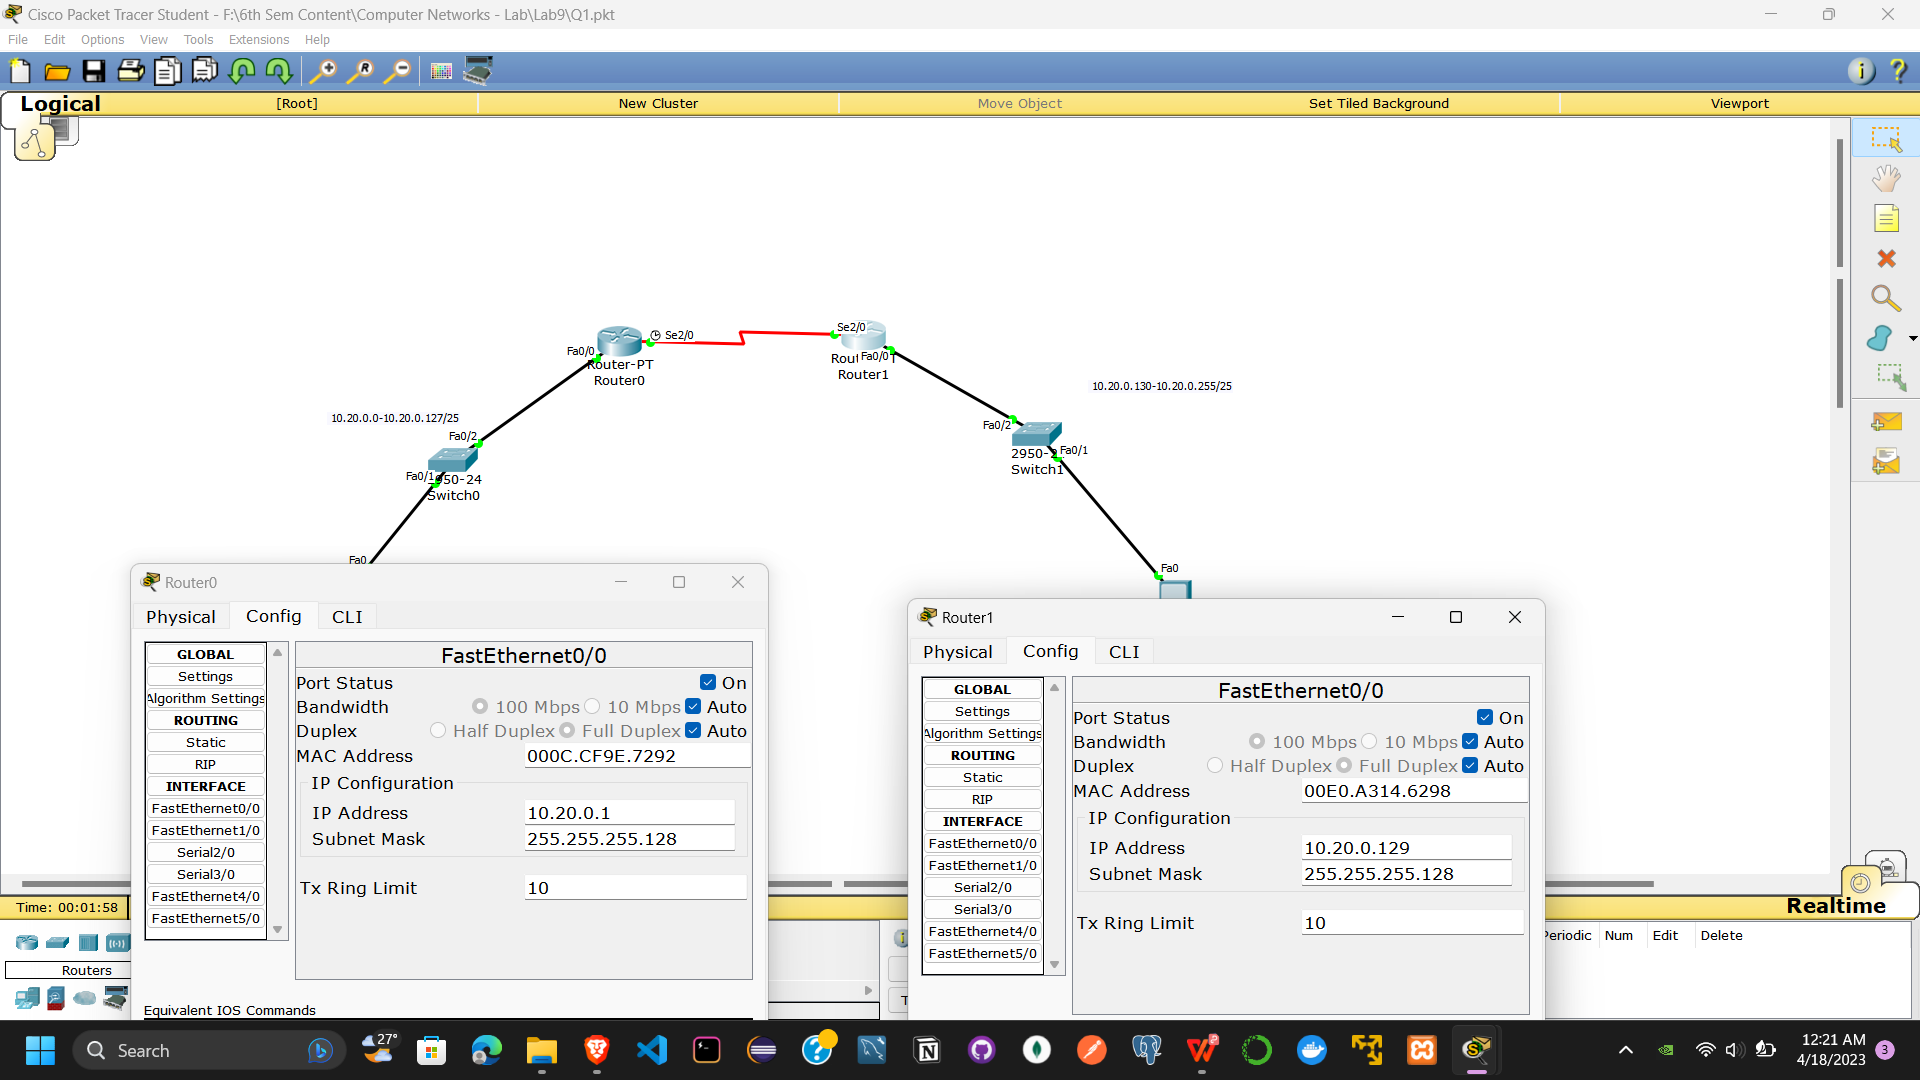 Cisco Packet Tracer Student - F:\6th Sem Content\Computer Networks - Lab\Lab9\Q1.pkt
File Edit Options View Tools Extensions Help
Logical [Root] New Cluster Move Object Set Tiled Background Viewport
Se2/0
Fa0/0
Router-PT
Router0
Se2/0
Fa0/0
Router1
10.20.0.130-10.20.0.255/25
10.20.0.0-10.20.0.127/25
Fa0/2
Fa0/1
950-24
Switch0
Fa0
Fa0/2
Fa0/1
2950-2
Switch1
Fa0
Router0
Physical Config CLI
GLOBAL
Settings
Algorithm Settings
ROUTING
Static
RIP
INTERFACE
FastEthernet0/0
FastEthernet1/0
Serial2/0
Serial3/0
FastEthernet4/0
FastEthernet5/0
FastEthernet0/0
Port Status On
Bandwidth 100 Mbps 10 Mbps Auto
Duplex Half Duplex Full Duplex Auto
MAC Address 000C.CF9E.7292
IP Configuration
IP Address 10.20.0.1
Subnet Mask 255.255.255.128
Tx Ring Limit 10
Equivalent IOS Commands
Router1
Physical Config CLI
GLOBAL
Settings
Algorithm Settings
ROUTING
Static
RIP
INTERFACE
FastEthernet0/0
FastEthernet1/0
Serial2/0
Serial3/0
FastEthernet4/0
FastEthernet5/0
FastEthernet0/0
Port Status On
Bandwidth 100 Mbps 10 Mbps Auto
Duplex Half Duplex Full Duplex Auto
MAC Address 00E0.A314.6298
IP Configuration
IP Address 10.20.0.129
Subnet Mask 255.255.255.128
Tx Ring Limit 10
Time: 00:01:58
Realtime
Routers
Periodic Num Edit Delete
Search
27°
12:21 AM
4/18/2023
3